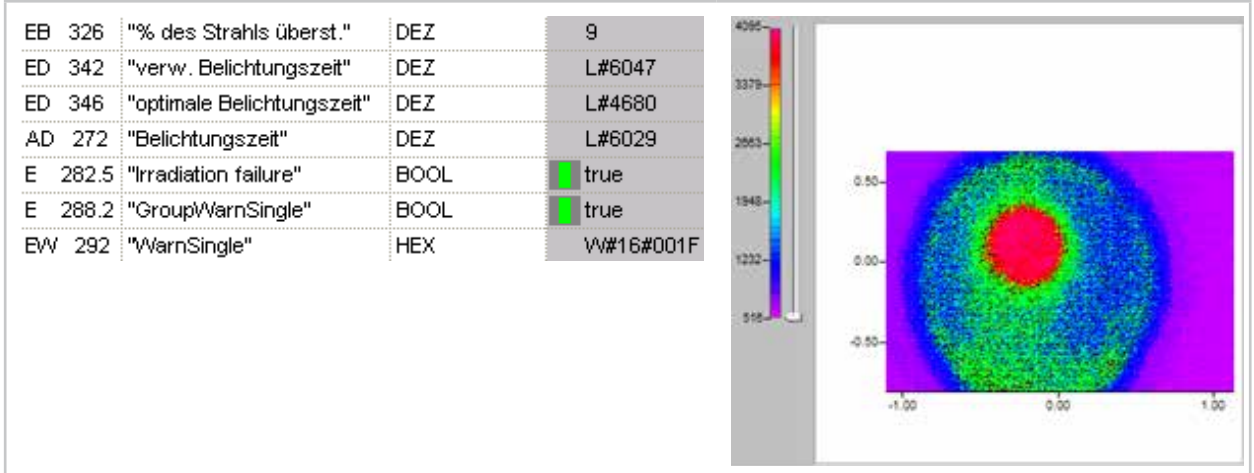 EB 326 "% des Strahls überst." DEZ 9
ED 342 "verw. Belichtungszeit" DEZ L#6047
ED 346 "optimale Belichtungszeit" DEZ L#4680
AD 272 "Belichtungszeit" DEZ L#6029
E 282.5 "Irradiation failure" BOOL true
E 288.2 "GroupWarnSingle" BOOL true
EW 292 "WarnSingle" HEX W#16#001F
4095
3379
2663
1948
1232
516
0.50
0.00
-0.50
-1.00 0.00 1.00